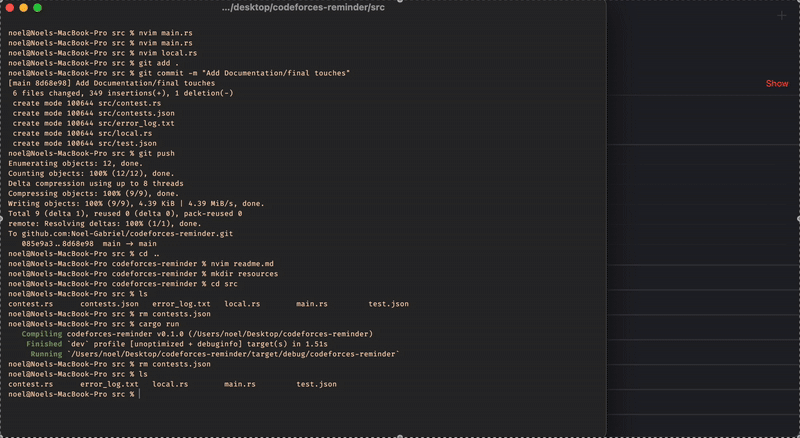 .../desktop/codeforces-reminder/src
noel@Noels-MacBook-Pro src % nvim main.rs
noel@Noels-MacBook-Pro src % nvim main.rs
noel@Noels-MacBook-Pro src % nvim local.rs
noel@Noels-MacBook-Pro src % git add .
noel@Noels-MacBook-Pro src % git commit -m "Add Documentation/final touches"
[main 8d68e98] Add Documentation/final touches
 6 files changed, 349 insertions(+), 1 deletion(-)
 create mode 100644 src/contest.rs
 create mode 100644 src/contests.json
 create mode 100644 src/error_log.txt
 create mode 100644 src/local.rs
 create mode 100644 src/test.json
noel@Noels-MacBook-Pro src % git push
Enumerating objects: 12, done.
Counting objects: 100% (12/12), done.
Delta compression using up to 8 threads
Compressing objects: 100% (9/9), done.
Writing objects: 100% (9/9), 4.39 KiB | 4.39 MiB/s, done.
Total 9 (delta 1), reused 0 (delta 0), pack-reused 0
remote: Resolving deltas: 100% (1/1), done.
To github.com:Noel-Gabriel/codeforces-reminder.git
   085e9a3..8d68e98  main -> main
noel@Noels-MacBook-Pro src % cd ..
noel@Noels-MacBook-Pro codeforces-reminder % nvim readme.md
noel@Noels-MacBook-Pro codeforces-reminder % mkdir resources
noel@Noels-MacBook-Pro codeforces-reminder % cd src
noel@Noels-MacBook-Pro src % ls
contest.rs      contests.json   error_log.txt   local.rs        main.rs         test.json
noel@Noels-MacBook-Pro src % rm contests.json
noel@Noels-MacBook-Pro src % cargo run
   Compiling codeforces-reminder v0.1.0 (/Users/noel/Desktop/codeforces-reminder)
    Finished `dev` profile [unoptimized + debuginfo] target(s) in 1.51s
     Running `/Users/noel/Desktop/codeforces-reminder/target/debug/codeforces-reminder`
noel@Noels-MacBook-Pro src % rm contests.json
noel@Noels-MacBook-Pro src % ls
contest.rs      error_log.txt   local.rs        main.rs         test.json
noel@Noels-MacBook-Pro src %
Show